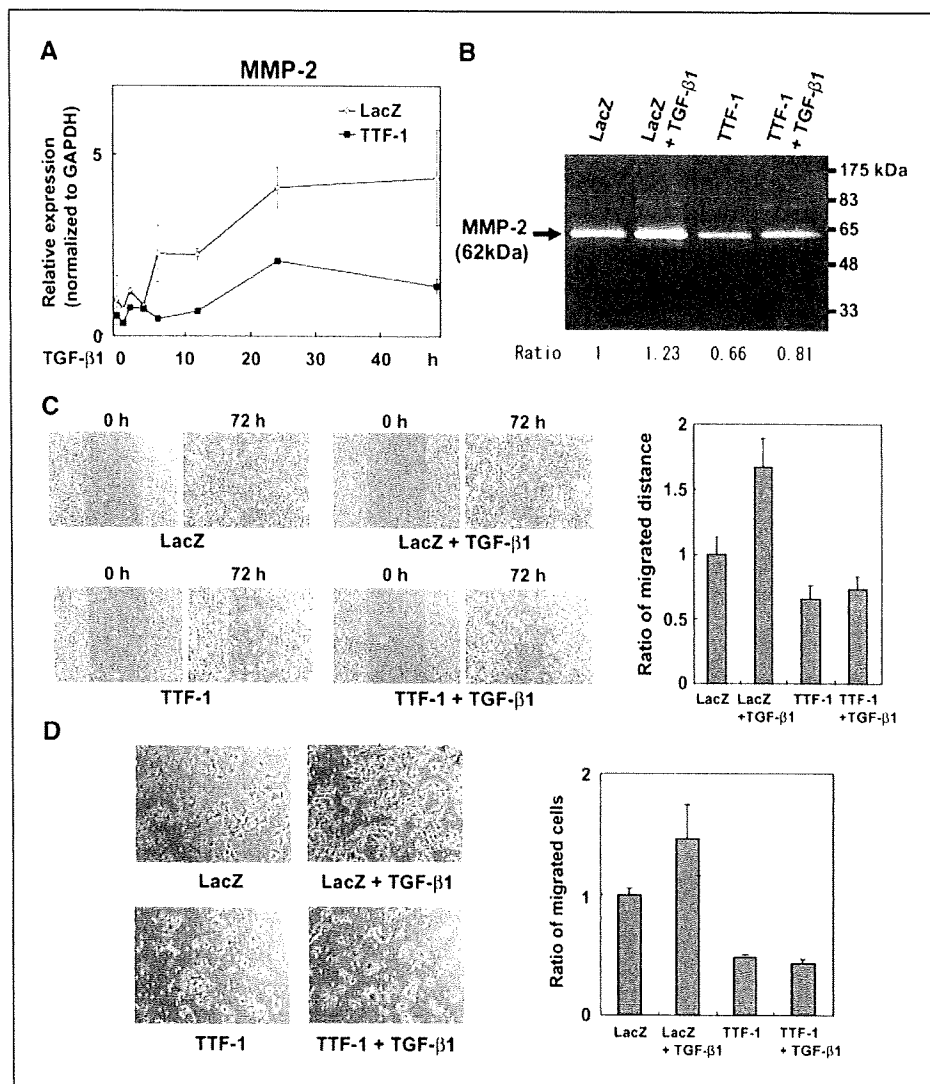 A
MMP-2
LacZ
TTF-1
Relative expression
(normalized to GAPDH)
5
0
TGF-β1 0 10 20 30 40 h
B
LacZ
LacZ
+ TGF-β1
TTF-1
TTF-1
+ TGF-β1
MMP-2
(62kDa)
175 kDa
83
65
48
33
Ratio 1 1.23 0.66 0.81
C
0 h 72 h 0 h 72 h
LacZ LacZ + TGF-β1
0 h 72 h 0 h 72 h
TTF-1 TTF-1 + TGF-β1
Ratio of migrated distance
2
1.5
1
0.5
0
LacZ
LacZ
+TGF-β1
TTF-1
TTF-1
+TGF-β1
D
LacZ LacZ + TGF-β1
TTF-1 TTF-1 + TGF-β1
Ratio of migrated cells
2
1
0
LacZ
LacZ
+ TGF-β1
TTF-1
TTF-1
+ TGF-β1